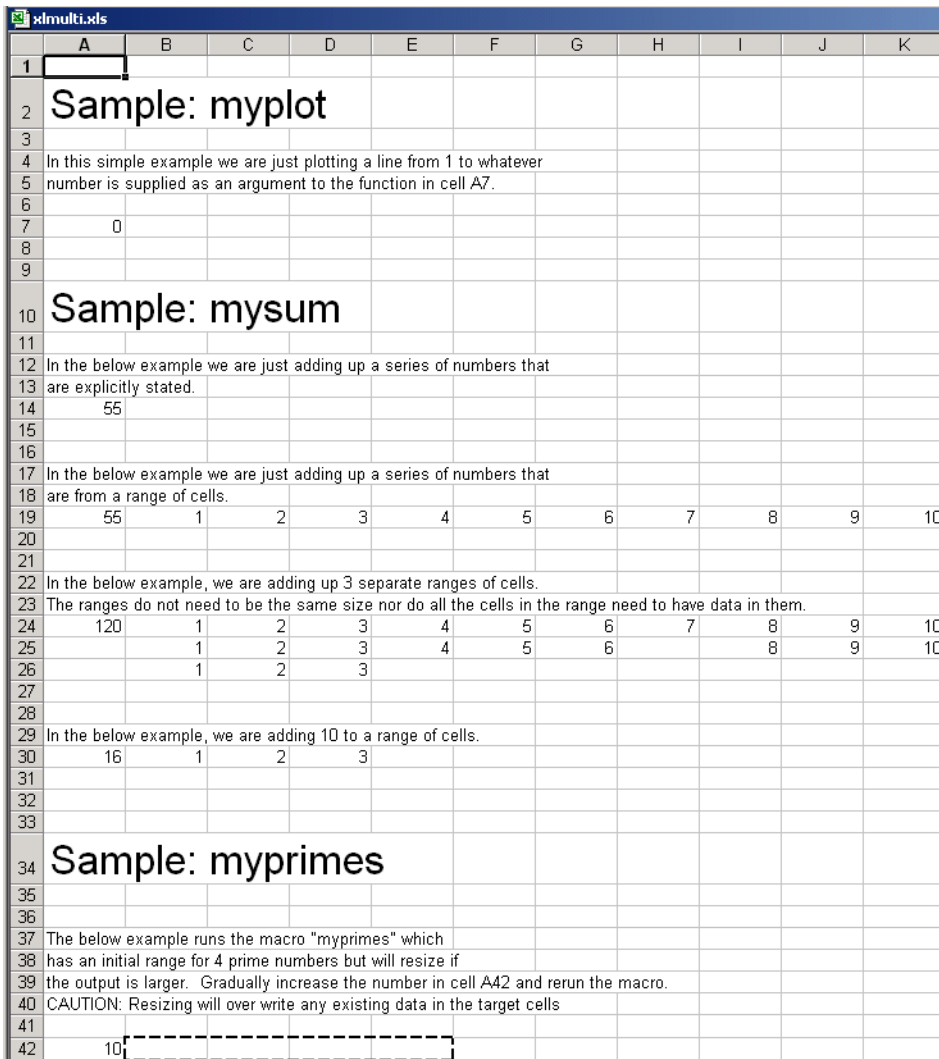 xlmulti.xls
A B C D E F G H I J K
1
2 Sample: myplot
3
4 In this simple example we are just plotting a line from 1 to whatever
5 number is supplied as an argument to the function in cell A7.
6
7 0
8
9
10 Sample: mysum
11
12 In the below example we are just adding up a series of numbers that
13 are explicitly stated.
14 55
15
16
17 In the below example we are just adding up a series of numbers that
18 are from a range of cells.
19 55 1 2 3 4 5 6 7 8 9 10
20
21
22 In the below example, we are adding up 3 separate ranges of cells.
23 The ranges do not need to be the same size nor do all the cells in the range need to have data in them.
24 120 1 2 3 4 5 6 7 8 9 10
25 1 2 3 4 5 6 8 9 10
26 1 2 3
27
28
29 In the below example, we are adding 10 to a range of cells.
30 16 1 2 3
31
32
33
34 Sample: myprimes
35
36
37 The below example runs the macro "myprimes" which
38 has an initial range for 4 prime numbers but will resize if
39 the output is larger. Gradually increase the number in cell A42 and rerun the macro.
40 CAUTION: Resizing will over write any existing data in the target cells
41
42 10